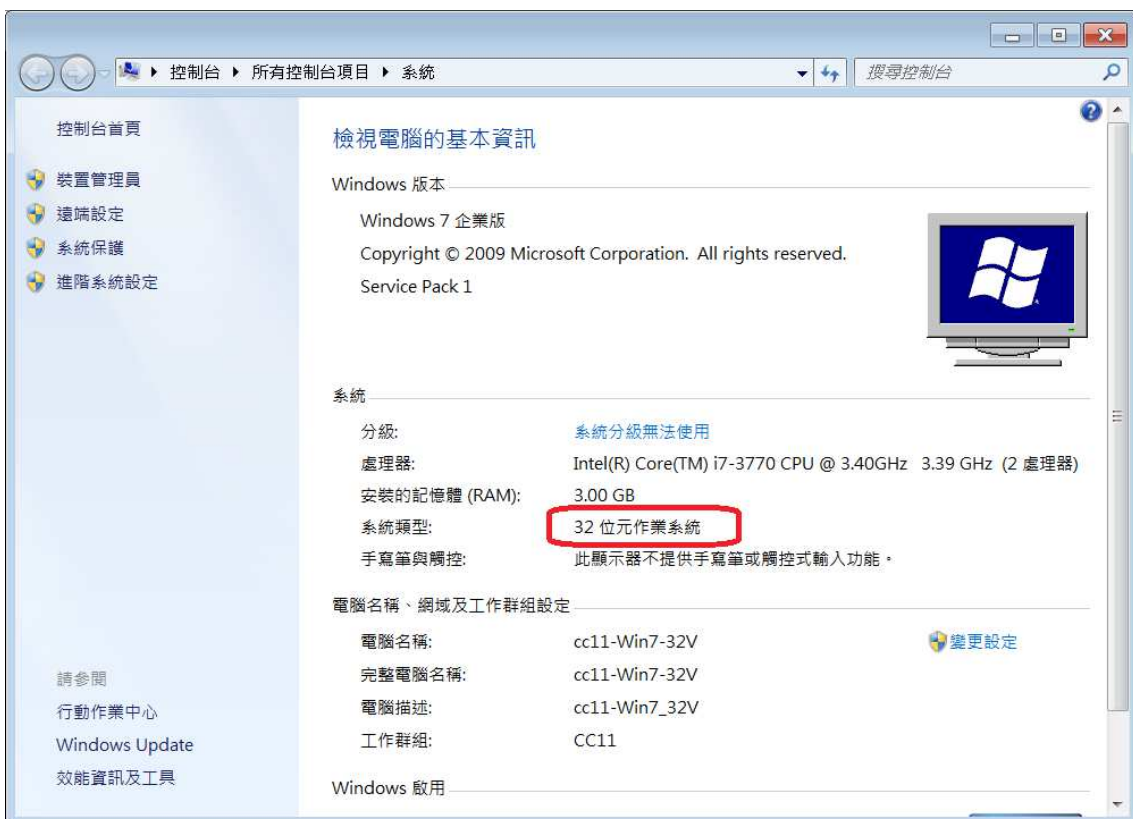 控制台 ▸ 所有控制台項目 ▸ 系統
搜尋控制台
控制台首頁
裝置管理員
遠端設定
系統保護
進階系統設定
請參閱
行動作業中心
Windows Update
效能資訊及工具
檢視電腦的基本資訊
Windows 版本
Windows 7 企業版
Copyright © 2009 Microsoft Corporation. All rights reserved.
Service Pack 1
系統
分級: 系統分級無法使用
處理器: Intel(R) Core(TM) i7-3770 CPU @ 3.40GHz 3.39 GHz (2 處理器)
安裝的記憶體 (RAM): 3.00 GB
系統類型: 32 位元作業系統
手寫筆與觸控: 此顯示器不提供手寫筆或觸控式輸入功能。
電腦名稱、網域及工作群組設定
電腦名稱: cc11-Win7-32V 變更設定
完整電腦名稱: cc11-Win7-32V
電腦描述: cc11-Win7_32V
工作群組: CC11
Windows 啟用